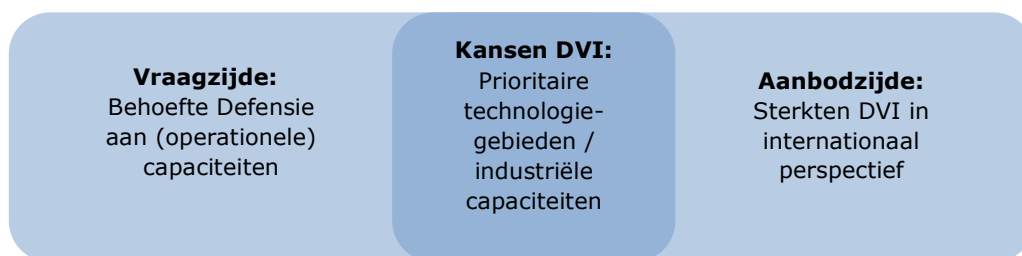 Vraagzijde:
Behoefte Defensie
aan (operationele)
capaciteiten
Kansen DVI:
Prioritaire
technologie-
gebieden /
industriële
capaciteiten
Aanbodzijde:
Sterkten DVI in
internationaal
perspectief